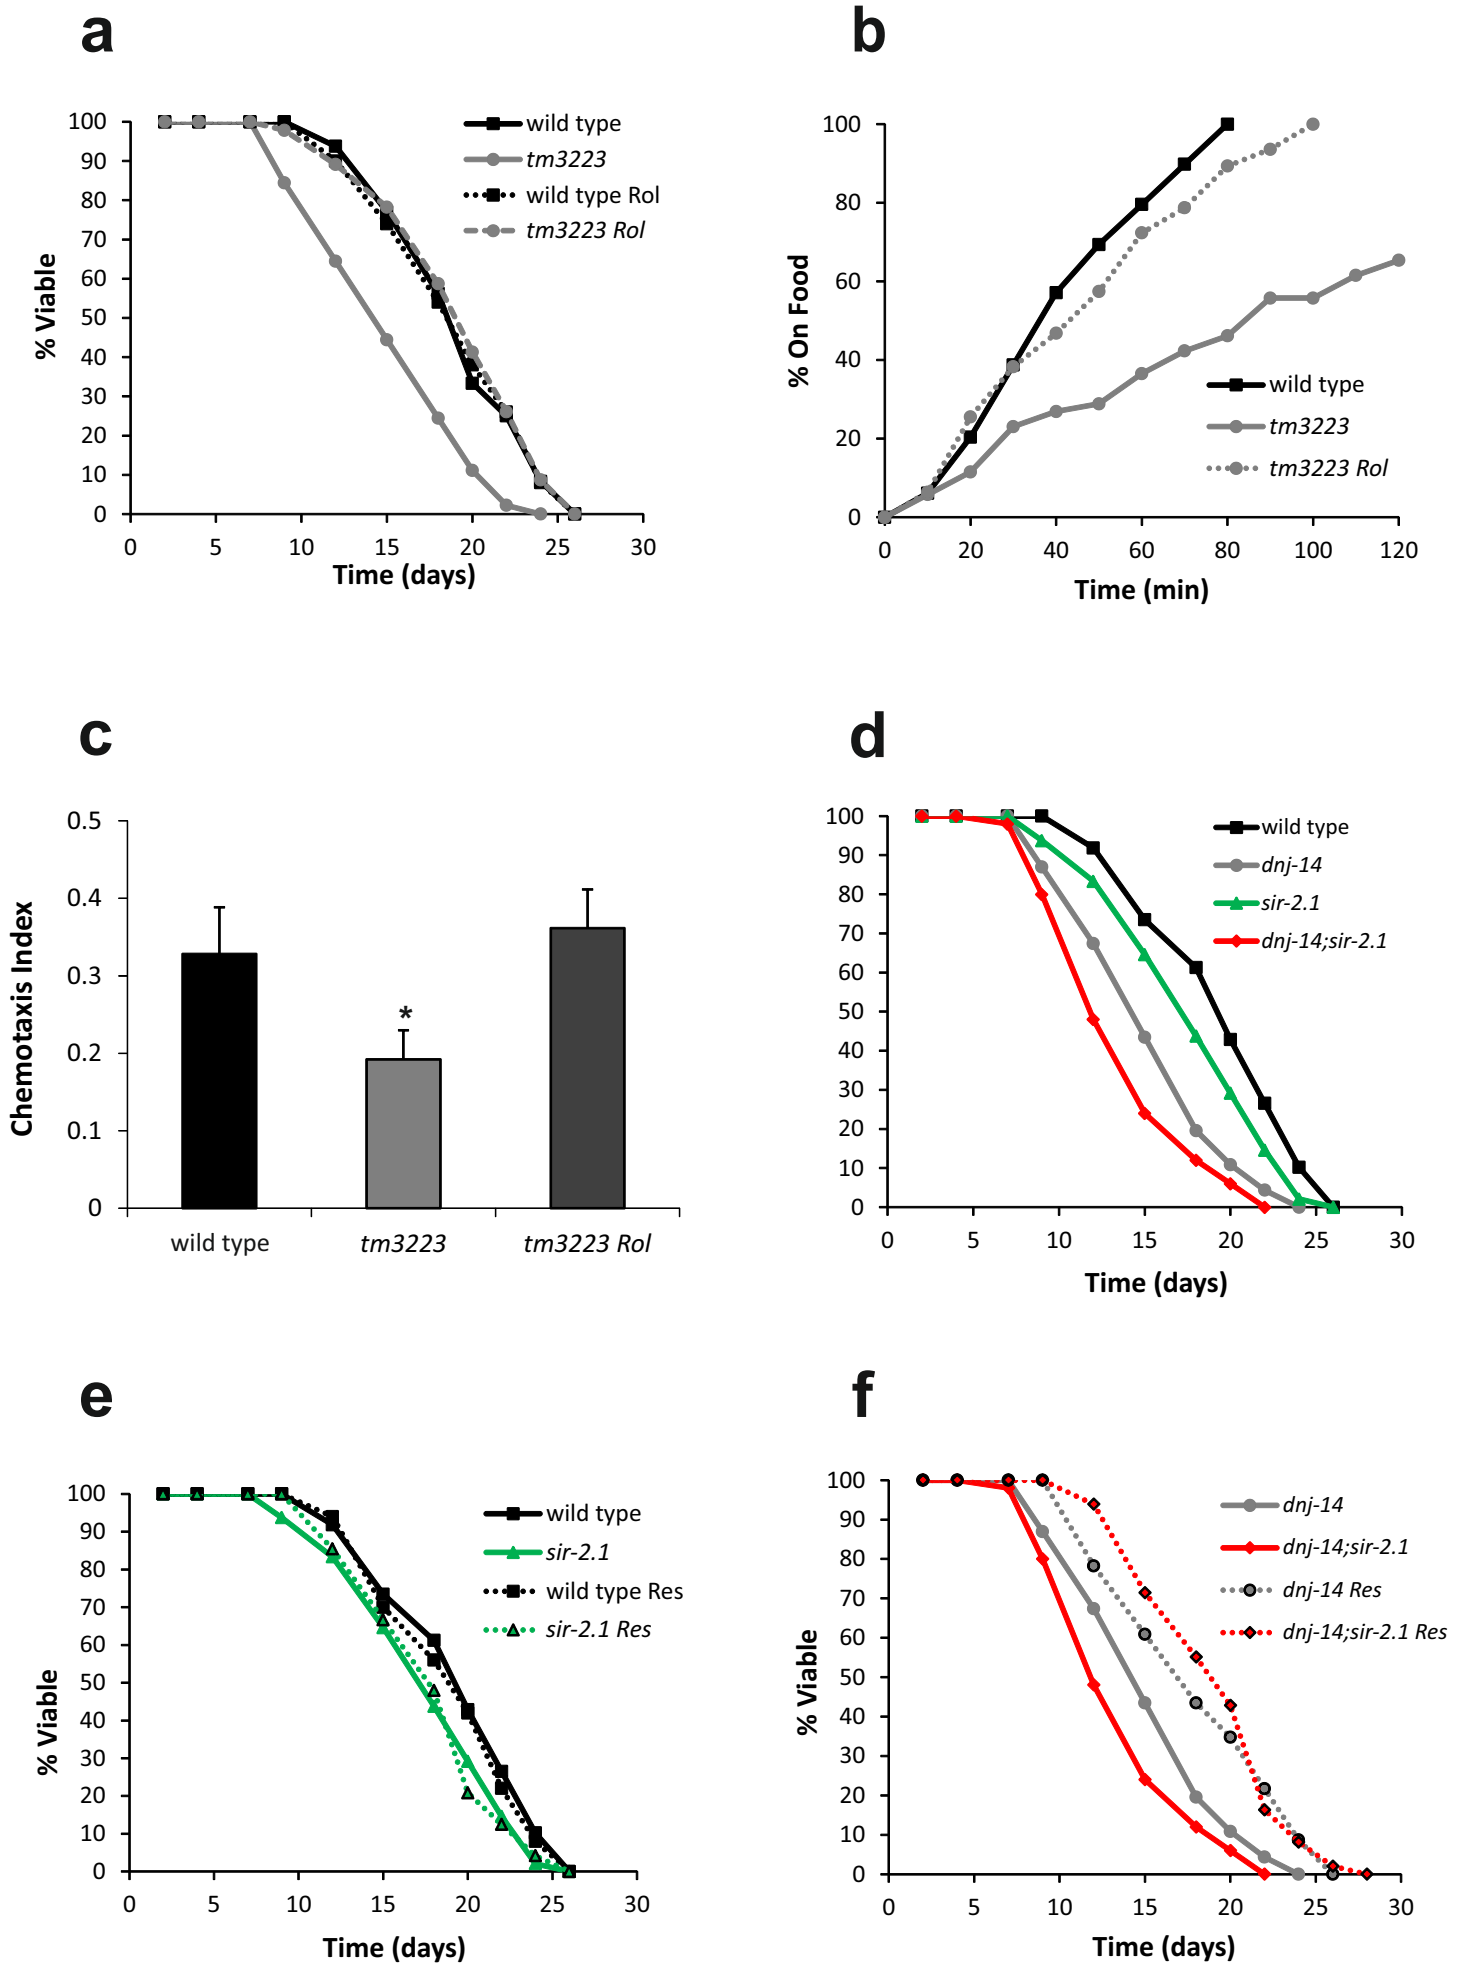 a
100
90
80
70
60
50
40
30
20
10
0
% Viable
0 5 10 15 20 25 30
Time (days)
wild type
tm3223
wild type Rol
tm3223 Rol
b
100
80
60
40
20
0
% On Food
0 20 40 60 80 100 120
Time (min)
wild type
tm3223
tm3223 Rol
c
0.5
0.4
0.3
0.2
0.1
0
Chemotaxis Index
*
wild type tm3223 tm3223 Rol
d
100
90
80
70
60
50
40
30
20
10
0
0 5 10 15 20 25 30
Time (days)
wild type
dnj-14
sir-2.1
dnj-14;sir-2.1
e
100
90
80
70
60
50
40
30
20
10
0
% Viable
0 5 10 15 20 25 30
Time (days)
wild type
sir-2.1
wild type Res
sir-2.1 Res
f
100
90
80
70
60
50
40
30
20
10
0
% Viable
0 5 10 15 20 25 30
Time (days)
dnj-14
dnj-14;sir-2.1
dnj-14 Res
dnj-14;sir-2.1 Res